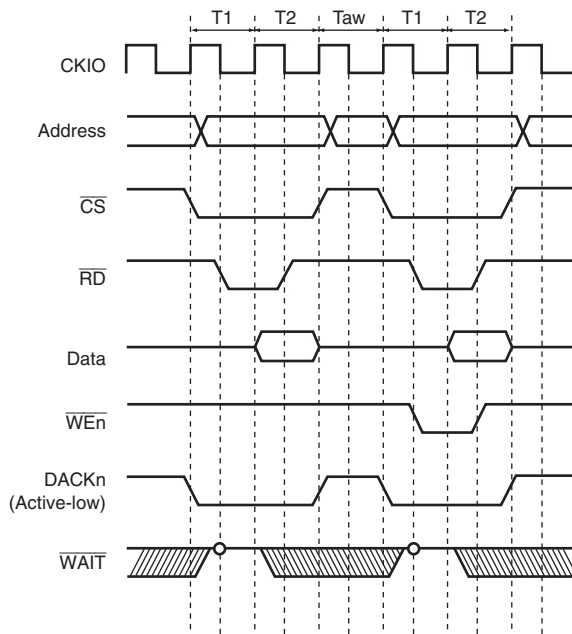 T1 T2 Taw T1 T2
CKIO
Address
CS
RD
Data
WEn
DACKn
(Active-low)
WAIT